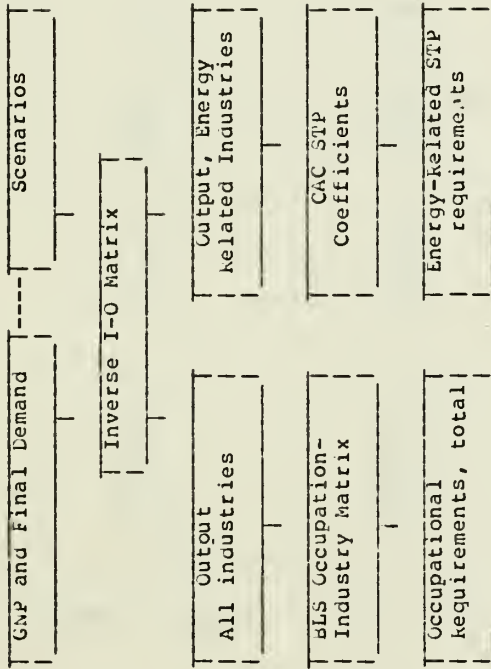 GNP and Final Demand
Scenarios
Inverse I-O Matrix
Output
All industries
Output, Energy
Related Industries
BLS Occupation-
Industry Matrix
CAC STP
Coefficients
Occupational
Requirements, total
Energy-Related STP
requirements